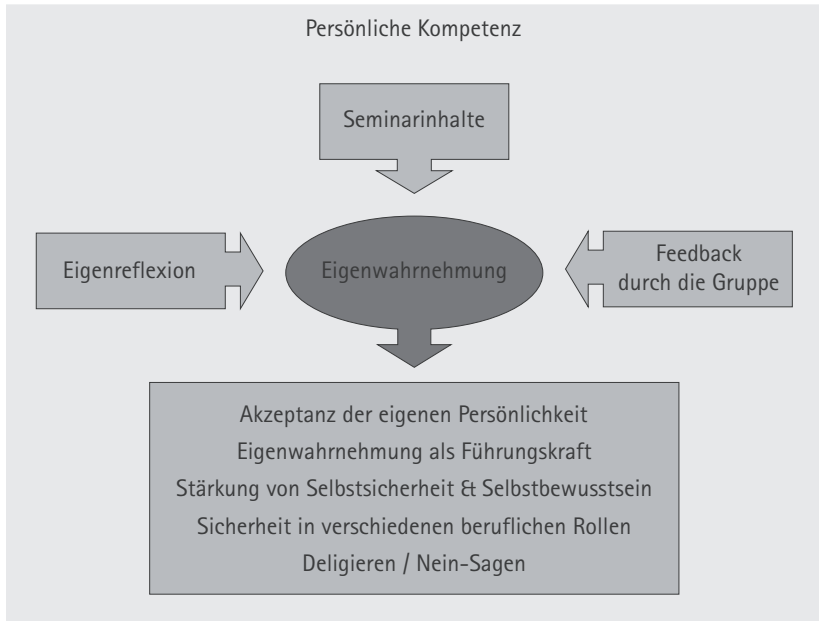 Persönliche Kompetenz
Seminarinhalte
Eigenreflexion
Eigenwahrnehmung
Feedback
durch die Gruppe
Akzeptanz der eigenen Persönlichkeit
Eigenwahrnehmung als Führungskraft
Stärkung von Selbstsicherheit & Selbstbewusstsein
Sicherheit in verschiedenen beruflichen Rollen
Deligieren / Nein-Sagen